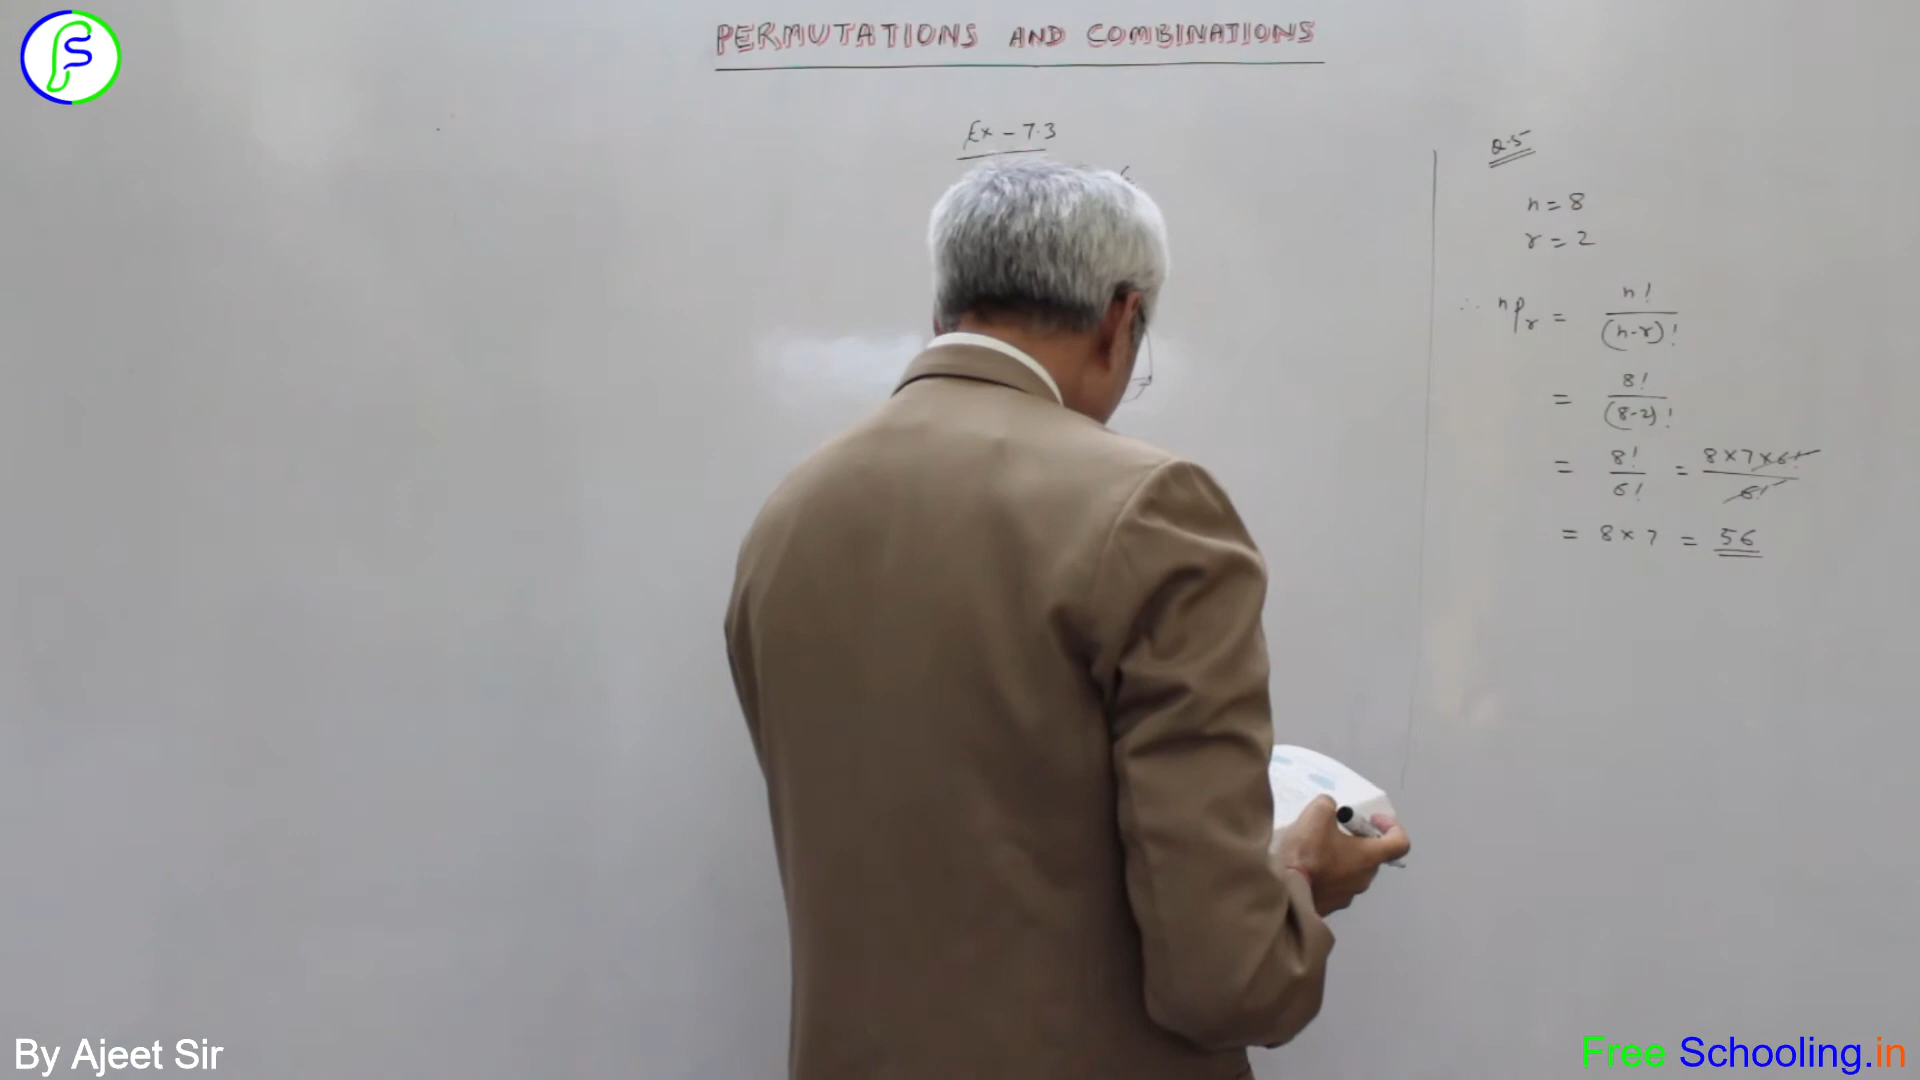 FS
PERMUTATIONS AND COMBINATIONS
Ex - 7.3
Q.5
n = 8
r = 2
∴ nPr = n! / (n-r)!
= 8! / (8-2)!
= 8! / 6! = 8×7×6! / 6!
= 8×7 = 56
By Ajeet Sir
Free Schooling.in